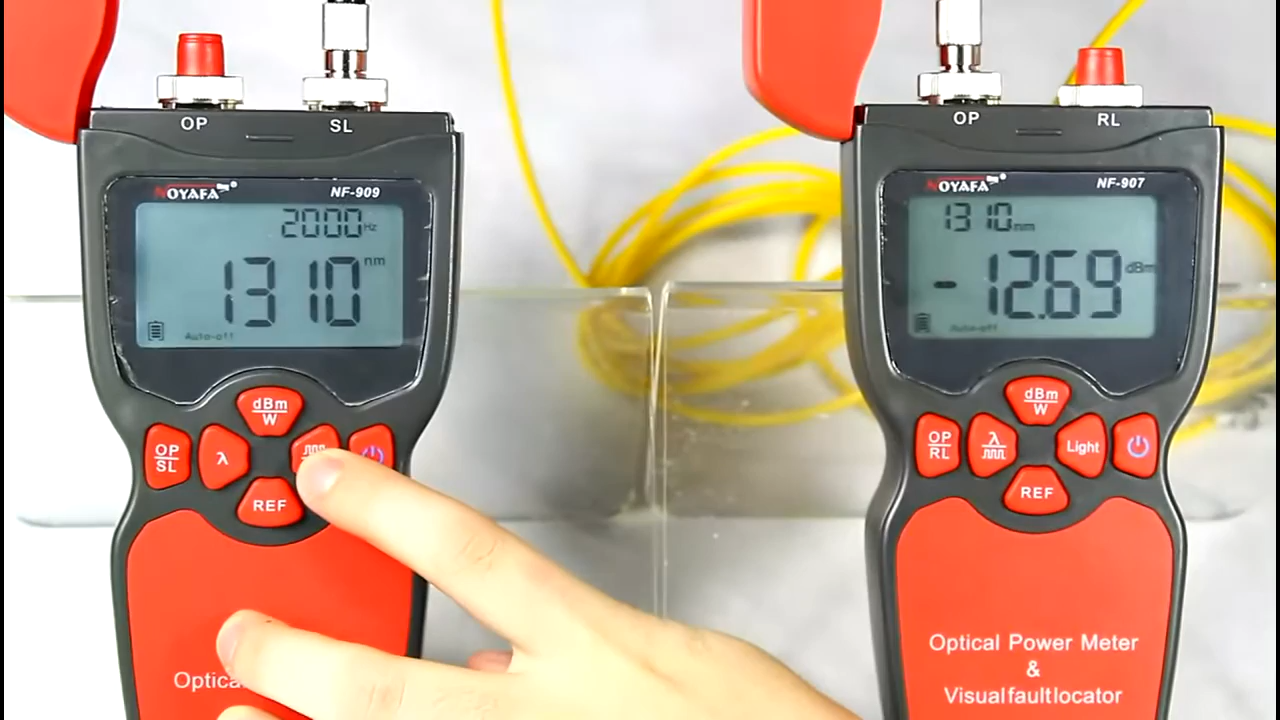 OP
SL
NOYAFA®
NF-909
2000Hz
1310nm
Auto-off
dBm
W
OP
SL
λ
REF
Optica
OP
RL
NOYAFA®
NF-907
1310nm
-12.69dBm
Auto-off
dBm
W
OP
RL
λ
Light
REF
Optical Power Meter
&
Visualfaultlocator